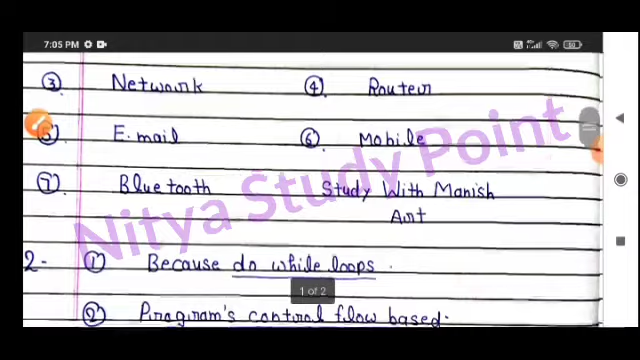 7:05 PM
③ Network ④ Router
⑤ E-mail ⑥ Mobile
⑦ Bluetooth Study With Manish
Art
Nitya Study Point
2- ① Because do while loops.
1 of 2
② Program's control flow based.